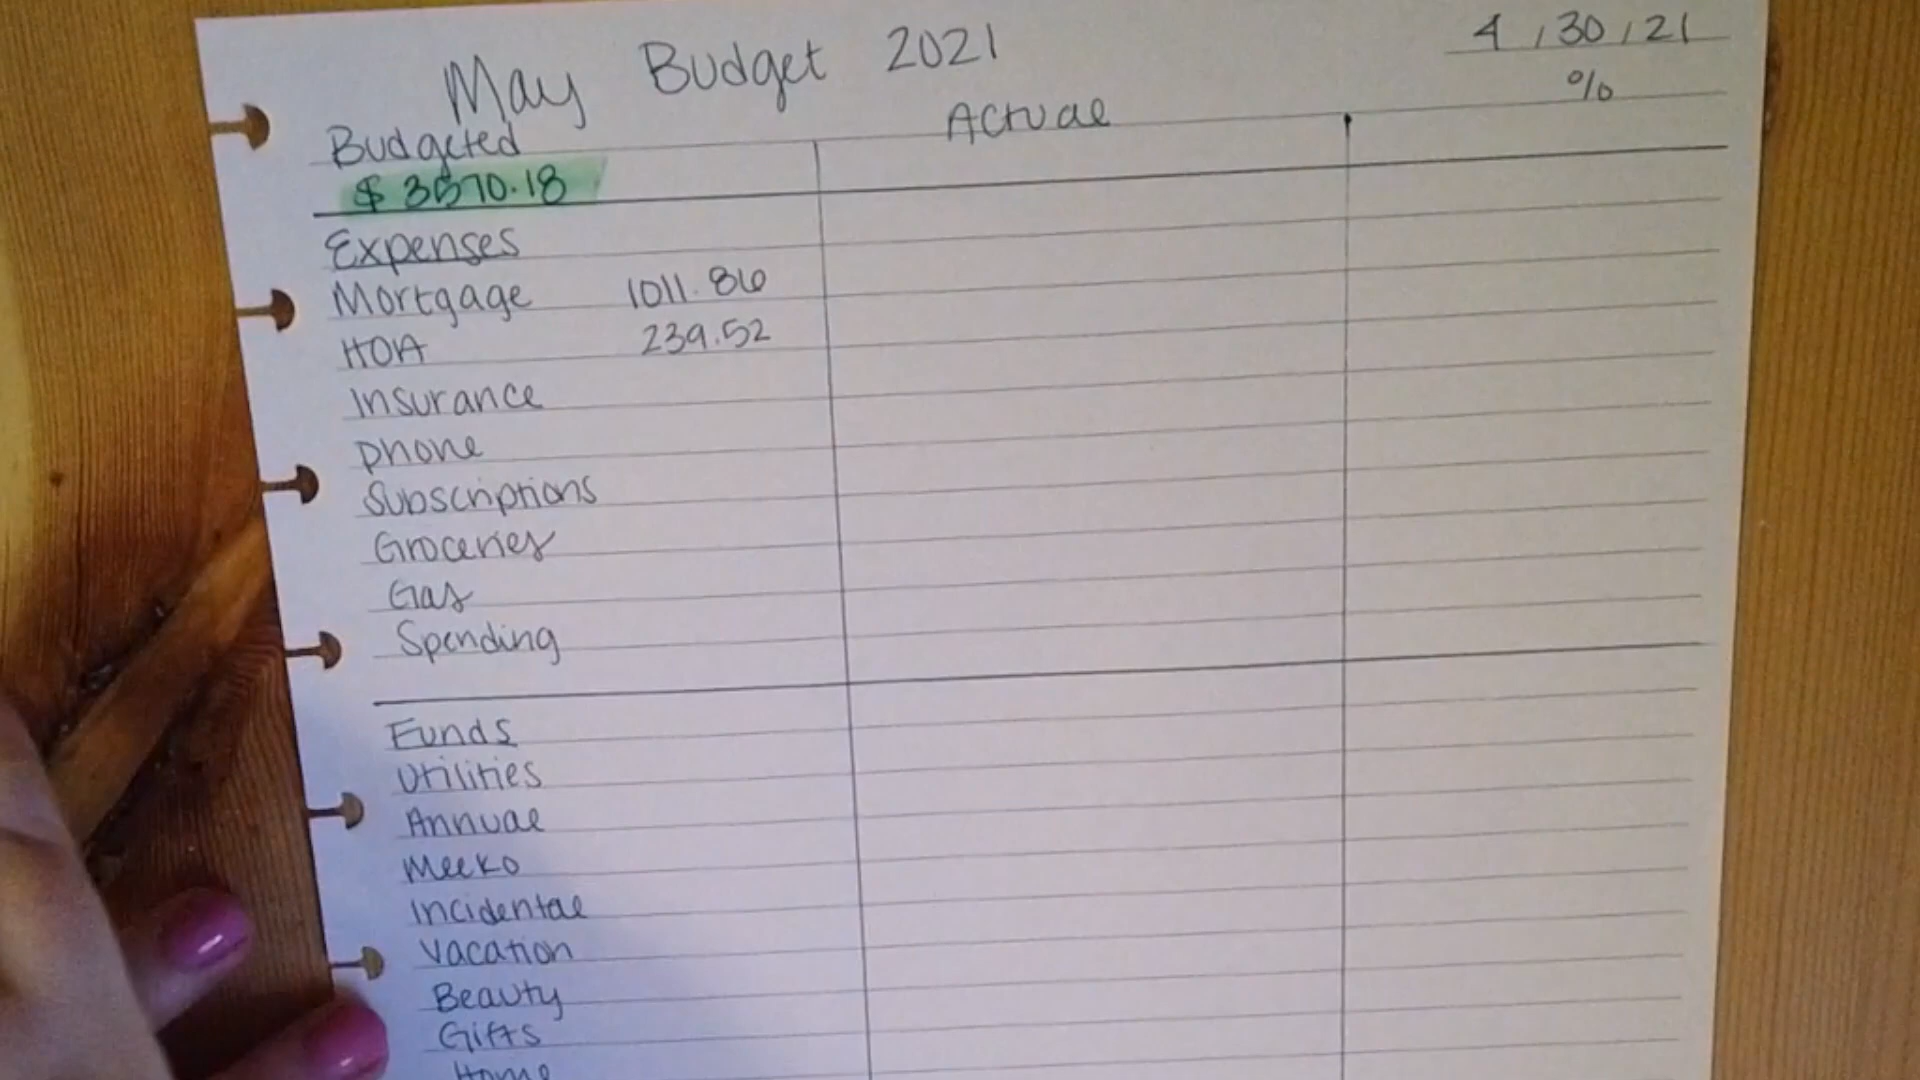 4/30/21
May Budget 2021
%
Budgeted
Actual
Expenses
Mortgage 1011.86
HOA 239.52
Insurance
phone
Subscriptions
Groceries
Gas
Spending
Funds
Utilities
Annual
Meeko
Incidental
Vacation
Beauty
Gifts
Home